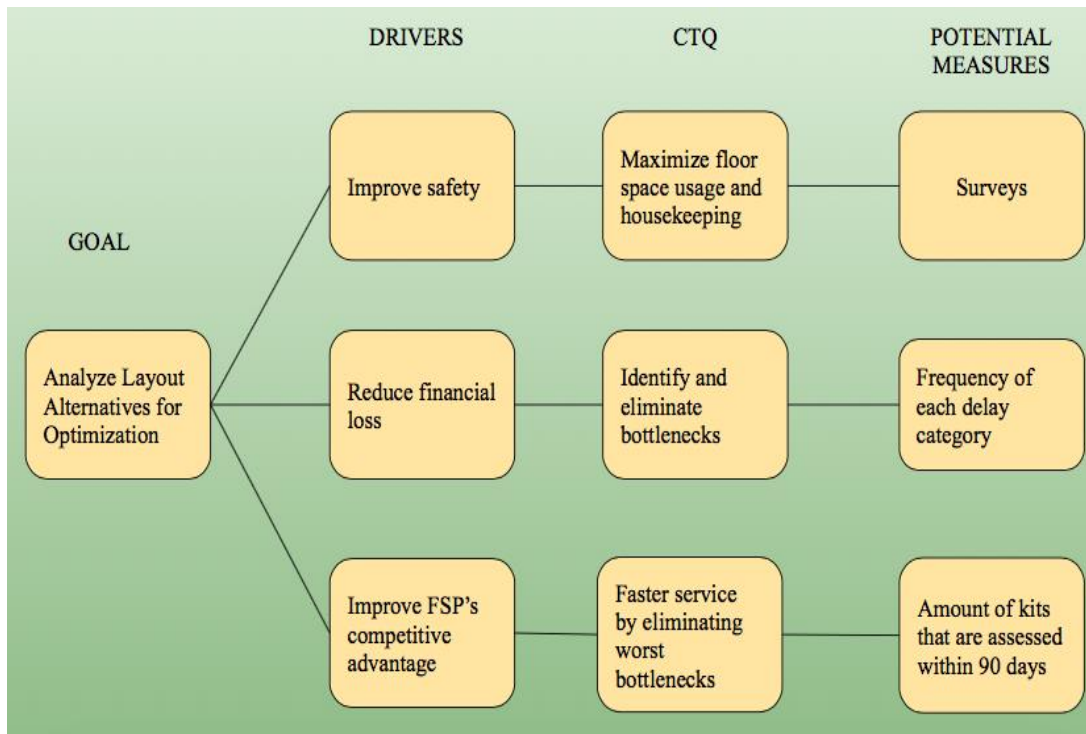 DRIVERS
CTQ
POTENTIAL
MEASURES
Improve safety
Maximize floor
space usage and
housekeeping
Surveys
GOAL
Analyze Layout
Alternatives for
Optimization
Reduce financial
loss
Identify and
eliminate
bottlenecks
Frequency of
each delay
category
Improve FSP's
competitive
advantage
Faster service
by eliminating
worst
bottlenecks
Amount of kits
that are assessed
within 90 days